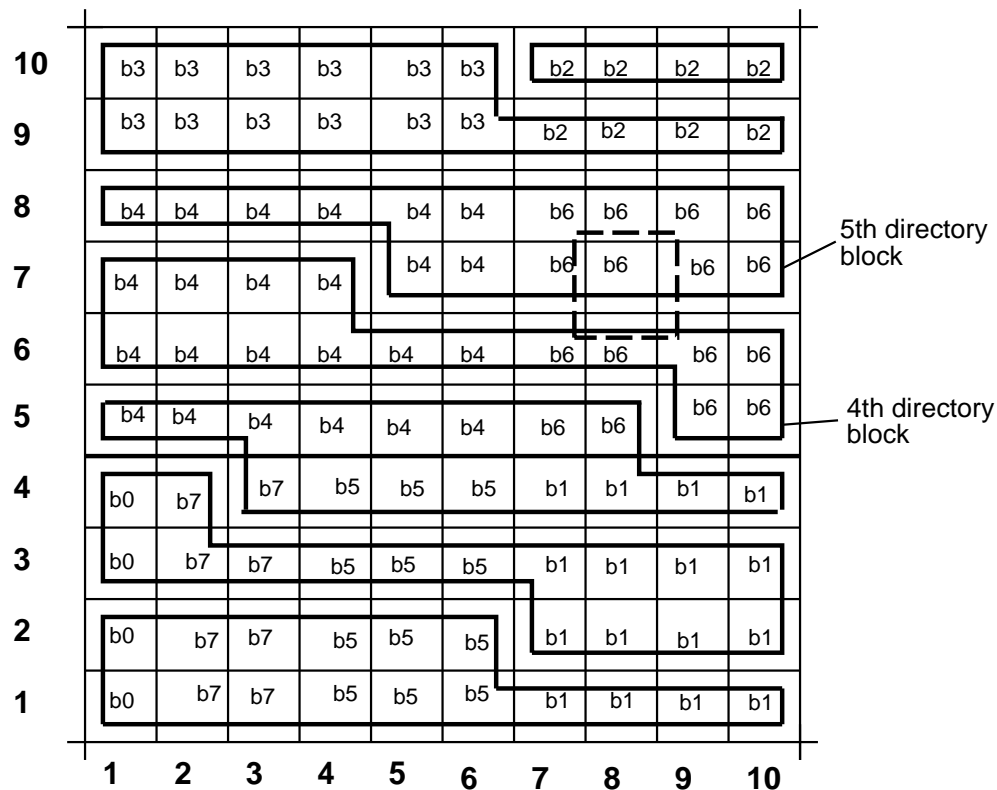 10 b3 b3 b3 b3 b3 b3 b2 b2 b2 b2
9 b3 b3 b3 b3 b3 b3 b2 b2 b2 b2
8 b4 b4 b4 b4 b4 b4 b6 b6 b6 b6
5th directory
block
7 b4 b4 b4 b4 b4 b4 b6 b6 b6 b6
6 b4 b4 b4 b4 b4 b4 b6 b6 b6 b6
5 b4 b4 b4 b4 b4 b4 b6 b6 b6 b6
4th directory
block
4 b0 b7 b7 b5 b5 b5 b1 b1 b1 b1
3 b0 b7 b7 b5 b5 b5 b1 b1 b1 b1
2 b0 b7 b7 b5 b5 b5 b1 b1 b1 b1
1 b0 b7 b7 b5 b5 b5 b1 b1 b1 b1
1 2 3 4 5 6 7 8 9 10